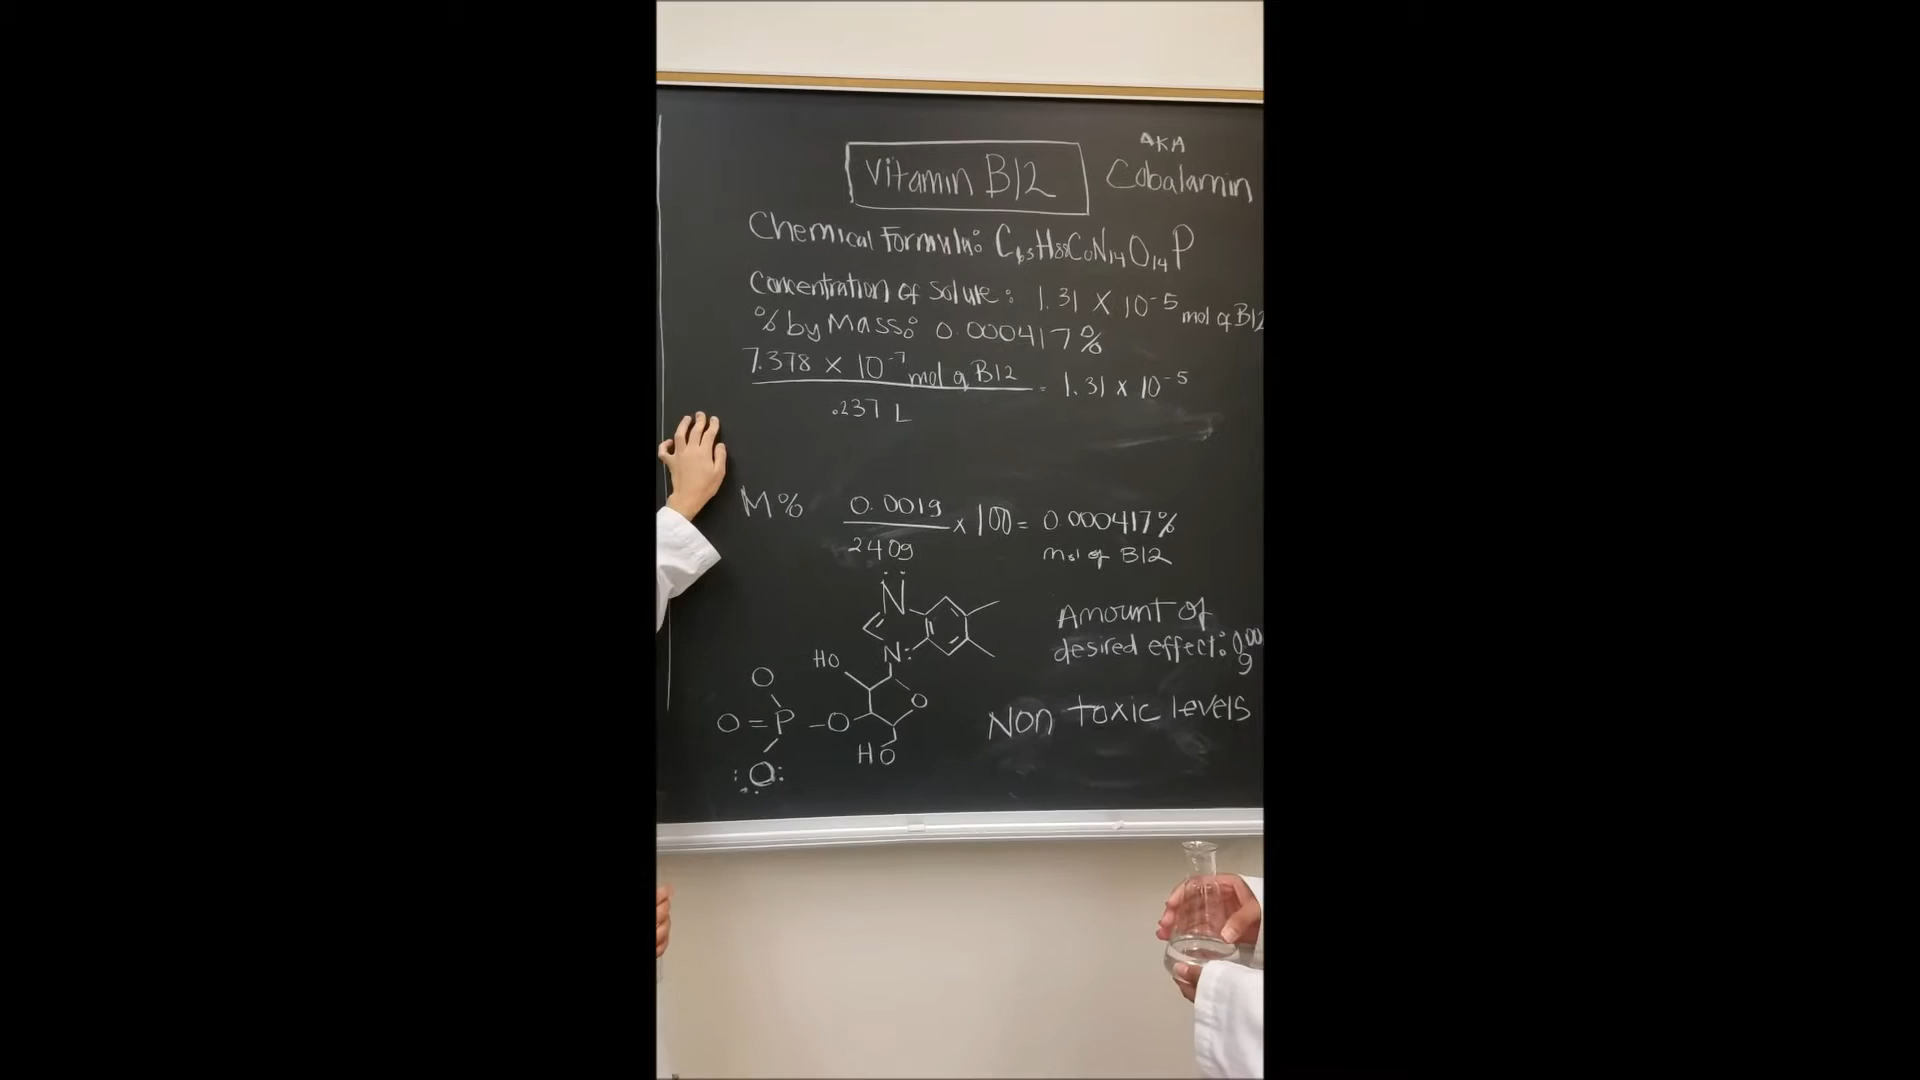 AKA
Vitamin B12 Cobalamin
Chemical Formula: C63H88CoN14O14P
Concentration of Solute: 1.31 X 10-5 mol of B12
% by Mass: 0.000417%
7.378 X 10-7 mol of B12 = 1.31 x 10-5
.237 L
M% 0.001g x 100 = 0.000417%
240g
mol of B12
N
N:
HO
O
O
O=P-O
HO
:O:
Amount of
desired effect: 0.00
g
Non toxic levels